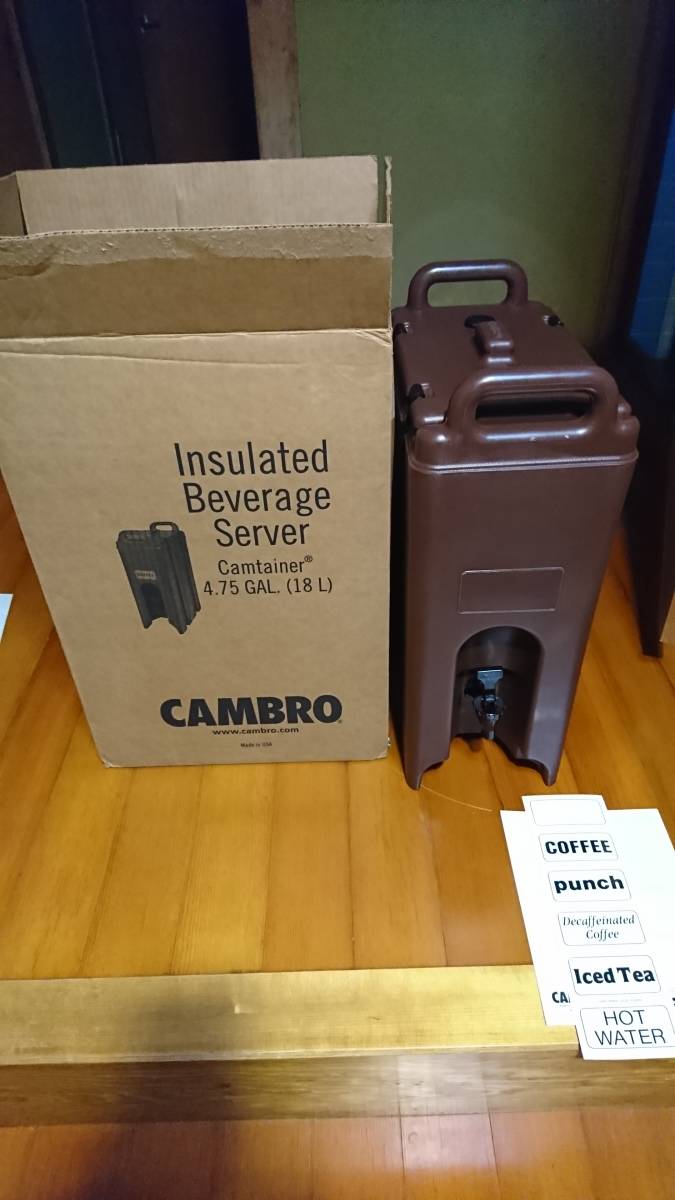 Insulated
Beverage
Server
Camtainer®
4.75 GAL. (18 L)
CAMBRO®
www.cambro.com
Made in USA
COFFEE
punch
Decaffeinated
Coffee
Iced Tea
CA
HOT
WATER